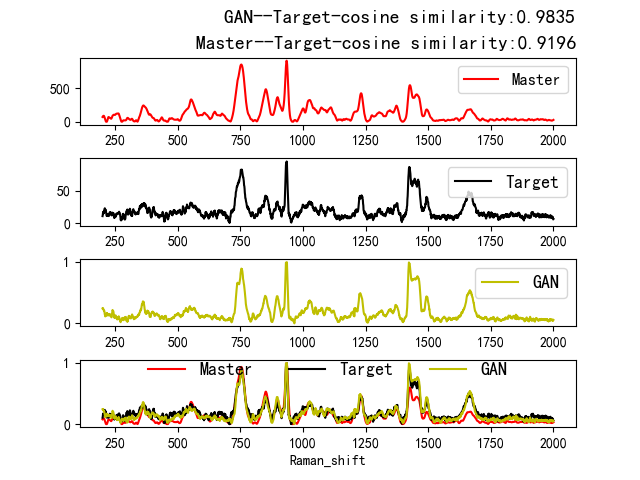 GAN--Target-cosine similarity:0.9835
Master--Target-cosine similarity:0.9196
500
0
Master
250 500 750 1000 1250 1500 1750 2000
50
0
Target
250 500 750 1000 1250 1500 1750 2000
1
0
GAN
250 500 750 1000 1250 1500 1750 2000
1
0
Master Target GAN
250 500 750 1000 1250 1500 1750 2000
Raman_shift